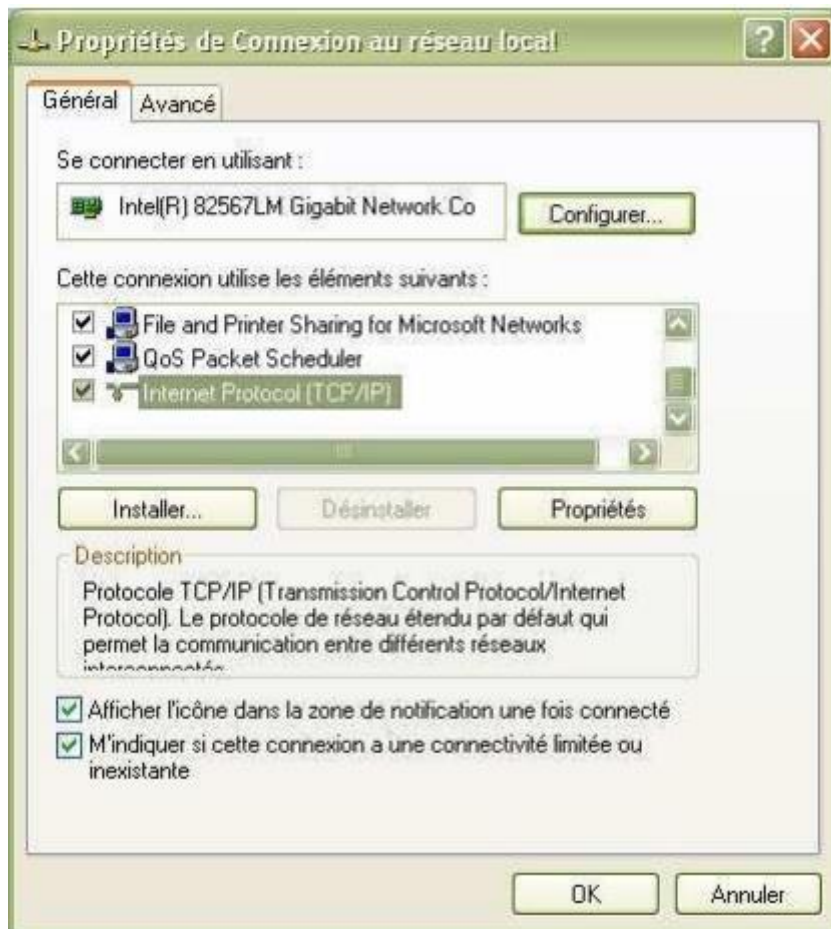 Propriétés de Connexion au réseau local
Général
Avancé
Se connecter en utilisant :
Intel(R) 82567LM Gigabit Network Co
Configurer...
Cette connexion utilise les éléments suivants :
File and Printer Sharing for Microsoft Networks
QoS Packet Scheduler
Internet Protocol (TCP/IP)
Installer...
Désinstaller
Propriétés
Description
Protocole TCP/IP (Transmission Control Protocol/Internet
Protocol). Le protocole de réseau étendu par défaut qui
permet la communication entre différents réseaux
Afficher l'icône dans la zone de notification une fois connecté
M'indiquer si cette connexion a une connectivité limitée ou
inexistante
OK
Annuler